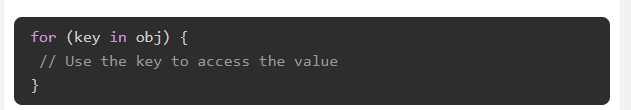 for (key in obj) {
 // Use the key to access the value
}